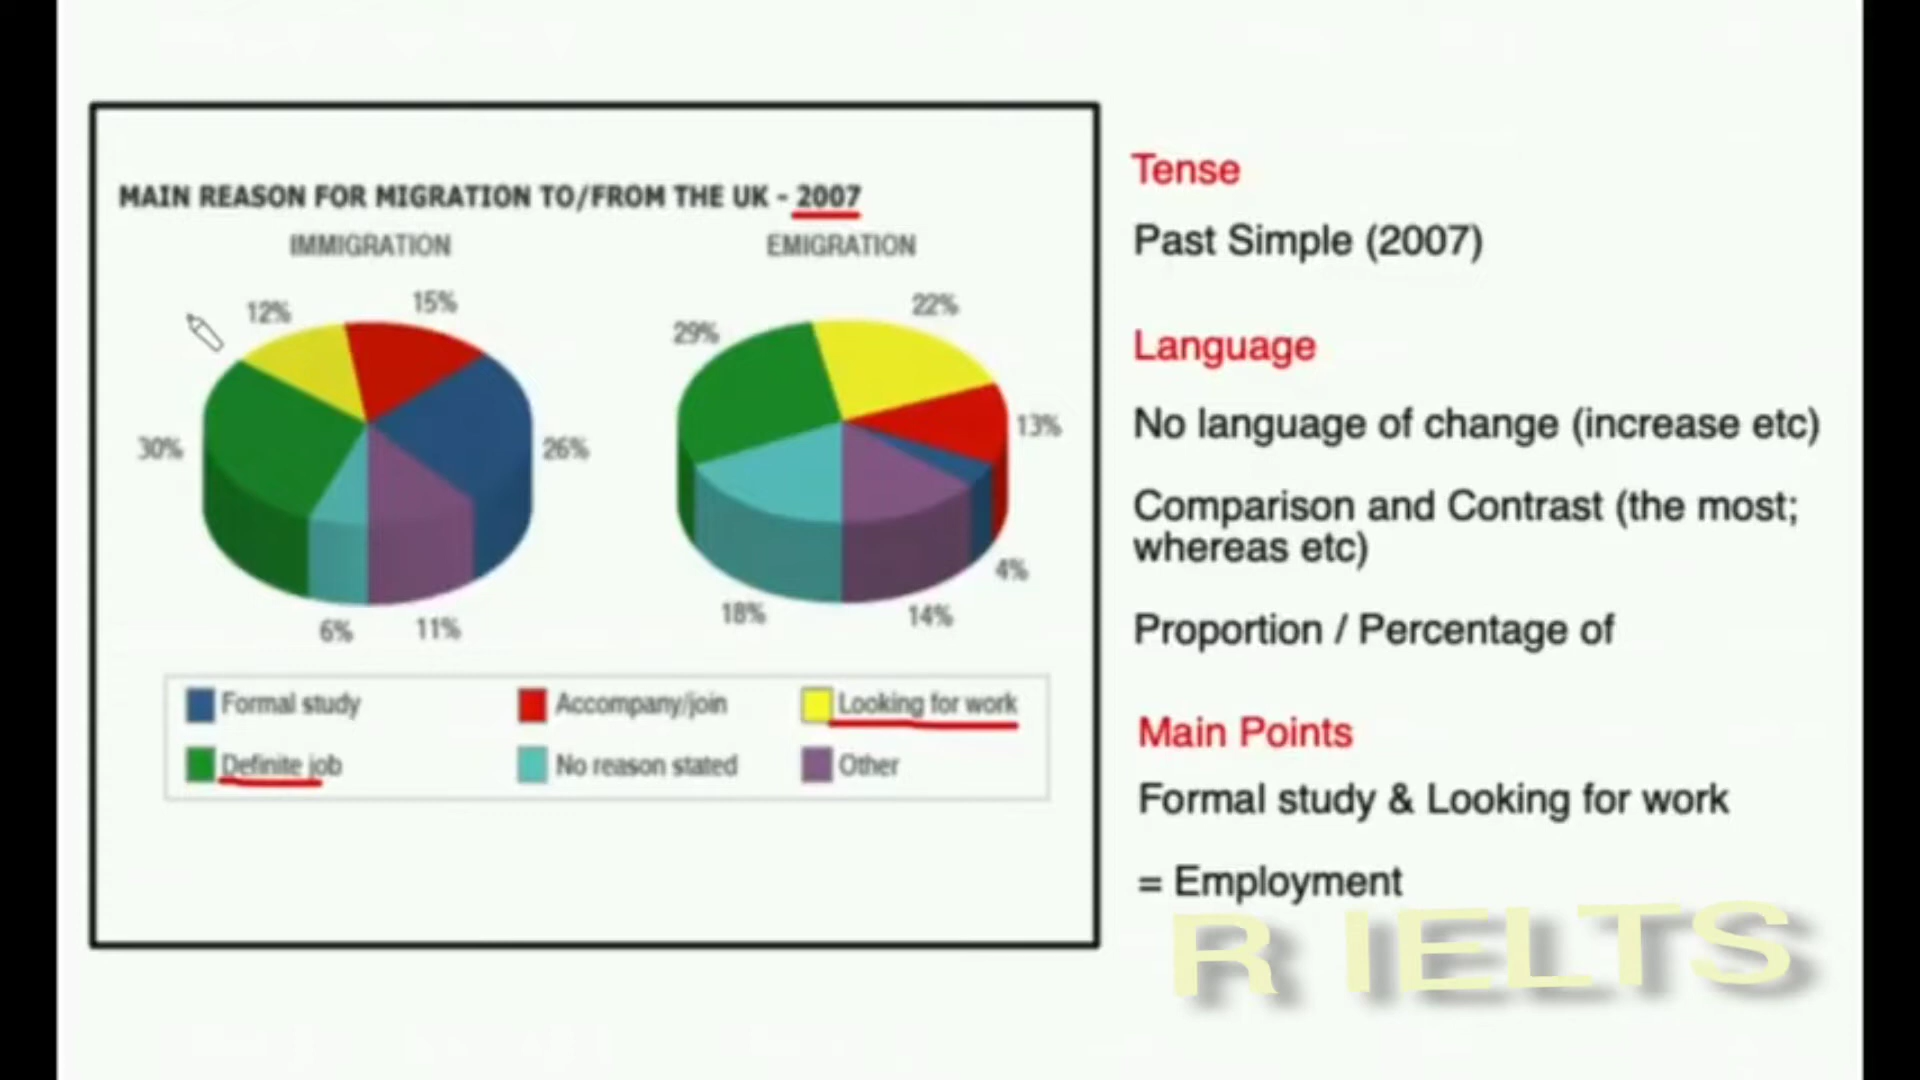 MAIN REASON FOR MIGRATION TO/FROM THE UK - 2007
IMMIGRATION
EMIGRATION
12%
15%
30%
26%
6%
11%
29%
22%
13%
4%
18%
14%
Formal study
Accompany/join
Looking for work
Definite job
No reason stated
Other
Tense
Past Simple (2007)
Language
No language of change (increase etc)
Comparison and Contrast (the most;
whereas etc)
Proportion / Percentage of
Main Points
Formal study & Looking for work
= Employment
R IELTS